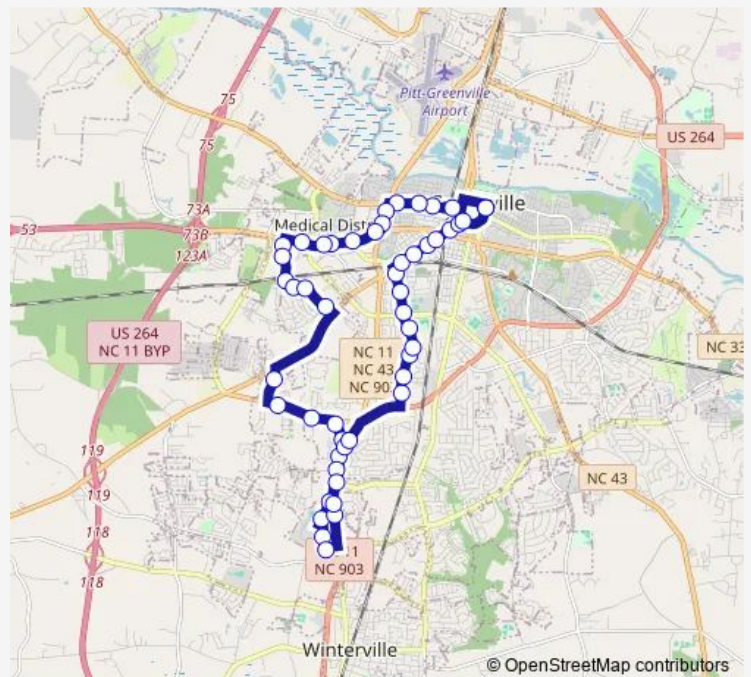 75
Pitt-Greenville
Airport
75
US 264
73A
ville
53
Medical Dist
73B
123A
US 264
NC 11 BYP
NC 11
NC 43
NC 90
NC 33
119
NC 43
119
118
11
NC 903
118
Winterville
© OpenStreetMap contributors